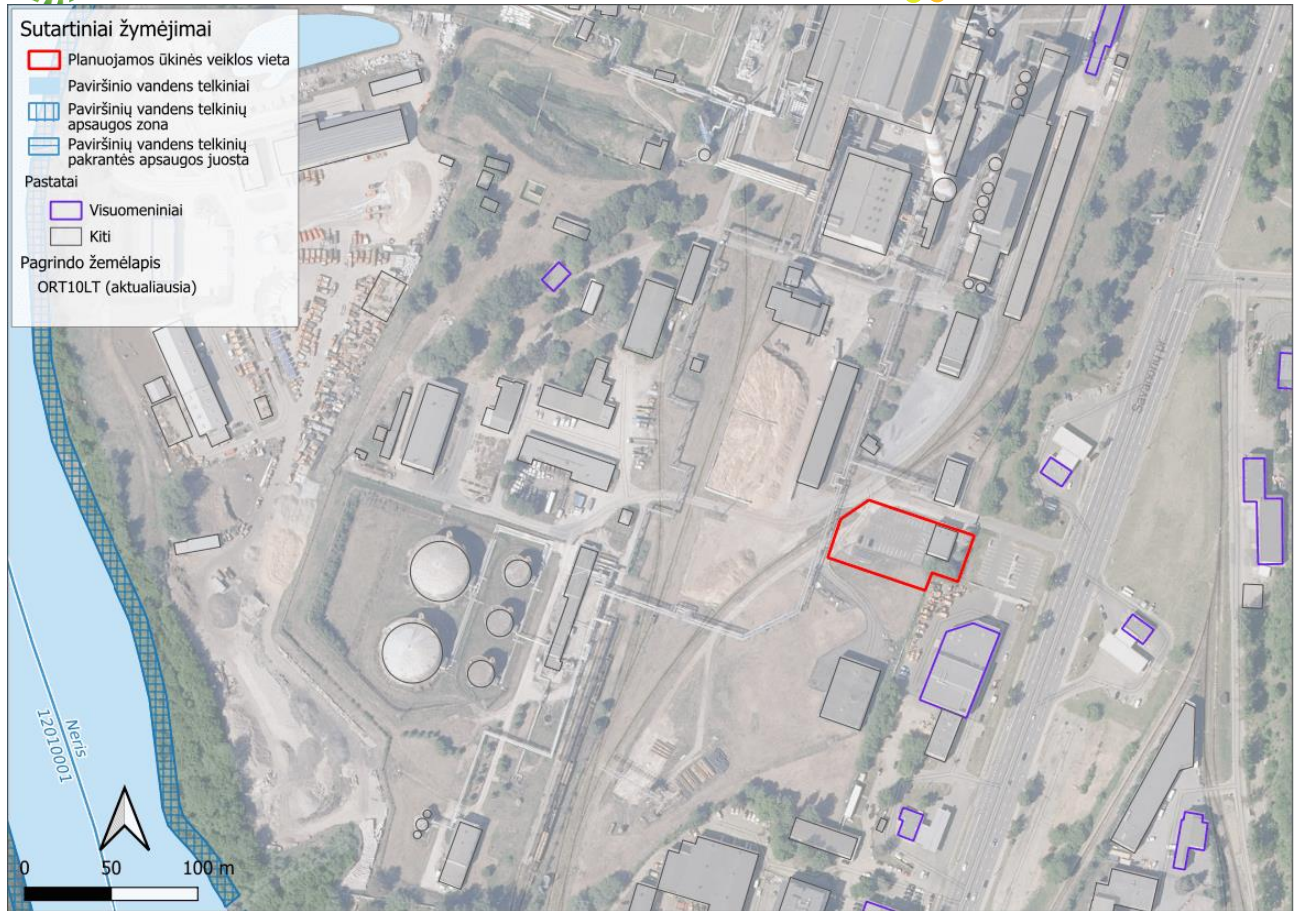 Sutartiniai žymėjimai
Planuojamos ūkinės veiklos vieta
Paviršinio vandens telkiniai
Paviršinių vandens telkinių
apsaugos zona
Paviršinių vandens telkinių
pakrantės apsaugos juosta
Pastatai
Visuomeniniai
Kiti
Pagrindo žemėlapis
ORT10LT (aktualiausia)
Savanorių pr.
Neris
12010001
0 50 100 m